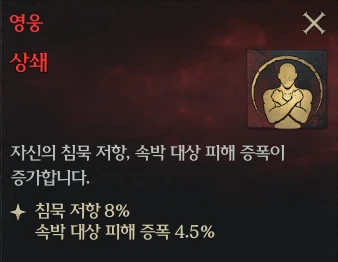 영웅
상쇄
자신의 침묵 저항, 속박 대상 피해 증폭이
증가합니다.
침묵 저항 8%
속박 대상 피해 증폭 4.5%